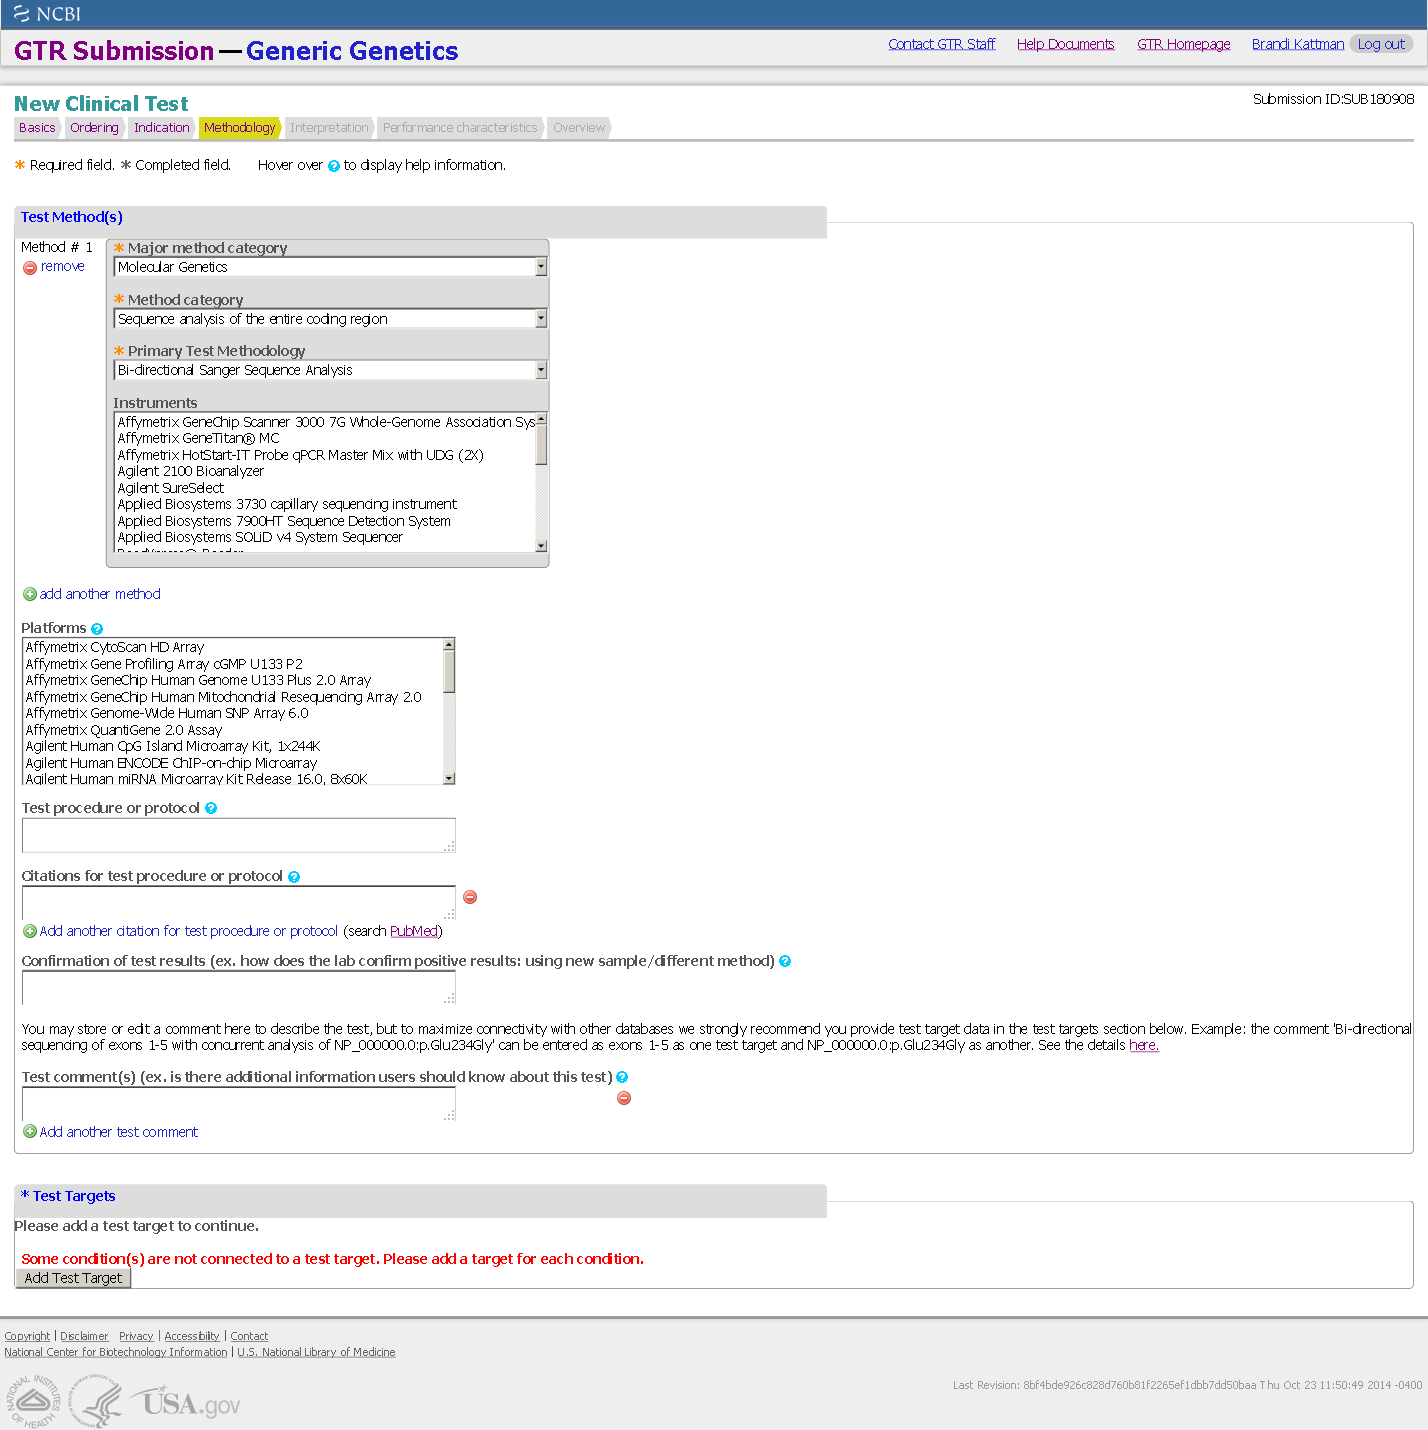 NCBI
GTR Submission — Generic Genetics
Contact GTR Staff Help Documents GTR Homepage Brandi Kattman Log out
New Clinical Test
Submission ID:SUB180908
Basics Ordering Indication Methodology Interpretation Performance characteristics Overview
* Required field. * Completed field. Hover over ? to display help information.
Test Method(s)
Method # 1
remove
* Major method category
Molecular Genetics
* Method category
Sequence analysis of the entire coding region
* Primary Test Methodology
Bi-directional Sanger Sequence Analysis
Instruments
Affymetrix GeneChip Scanner 3000 7G Whole-Genome Association Sys
Affymetrix GeneTitan® MC
Affymetrix HotStart-IT Probe qPCR Master Mix with UDG (2X)
Agilent 2100 Bioanalyzer
Agilent SureSelect
Applied Biosystems 3730 capillary sequencing instrument
Applied Biosystems 7900HT Sequence Detection System
Applied Biosystems SOLiD v4 System Sequencer
add another method
Platforms ?
Affymetrix CytoScan HD Array
Affymetrix Gene Profiling Array cGMP U133 P2
Affymetrix GeneChip Human Genome U133 Plus 2.0 Array
Affymetrix GeneChip Human Mitochondrial Resequencing Array 2.0
Affymetrix Genome-Wide Human SNP Array 6.0
Affymetrix QuantiGene 2.0 Assay
Agilent Human CpG Island Microarray Kit, 1x244K
Agilent Human ENCODE ChIP-on-chip Microarray
Agilent Human miRNA Microarray Kit Release 16.0, 8x60K
Test procedure or protocol ?
Citations for test procedure or protocol ?
Add another citation for test procedure or protocol (search PubMed)
Confirmation of test results (ex. how does the lab confirm positive results: using new sample/different method) ?
You may store or edit a comment here to describe the test, but to maximize connectivity with other databases we strongly recommend you provide test target data in the test targets section below. Example: the comment 'Bi-directional
sequencing of exons 1-5 with concurrent analysis of NP_000000.0:p.Glu234Gly' can be entered as exons 1-5 as one test target and NP_000000.0:p.Glu234Gly as another. See the details here.
Test comment(s) (ex. is there additional information users should know about this test) ?
Add another test comment
* Test Targets
Please add a test target to continue.
Some condition(s) are not connected to a test target. Please add a target for each condition.
Add Test Target
Copyright | Disclaimer Privacy | Accessibility | Contact
National Center for Biotechnology Information | U.S. National Library of Medicine
NATIONAL INSTITUTES OF HEALTH
USA.gov
Last Revision: 8bf4bde926c828d760b81f2265ef1dbb7dd50baa Thu Oct 23 11:50:49 2014 -0400